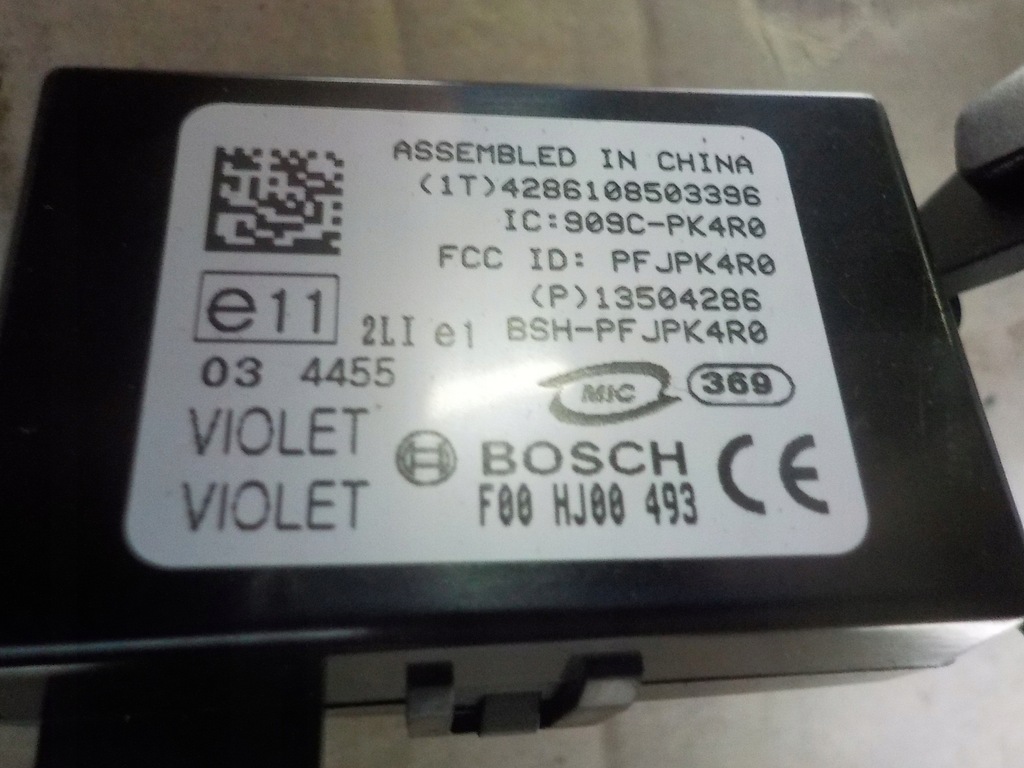 ASSEMBLED IN CHINA
(1T)4286108503396
IC:909C-PK4R0
FCC ID: PFJPK4R0
(P)13504286
e11 2LI e1 BSH-PFJPK4R0
03 4455
MIC 369
VIOLET
BOSCH CE
VIOLET
F00 HJ00 493